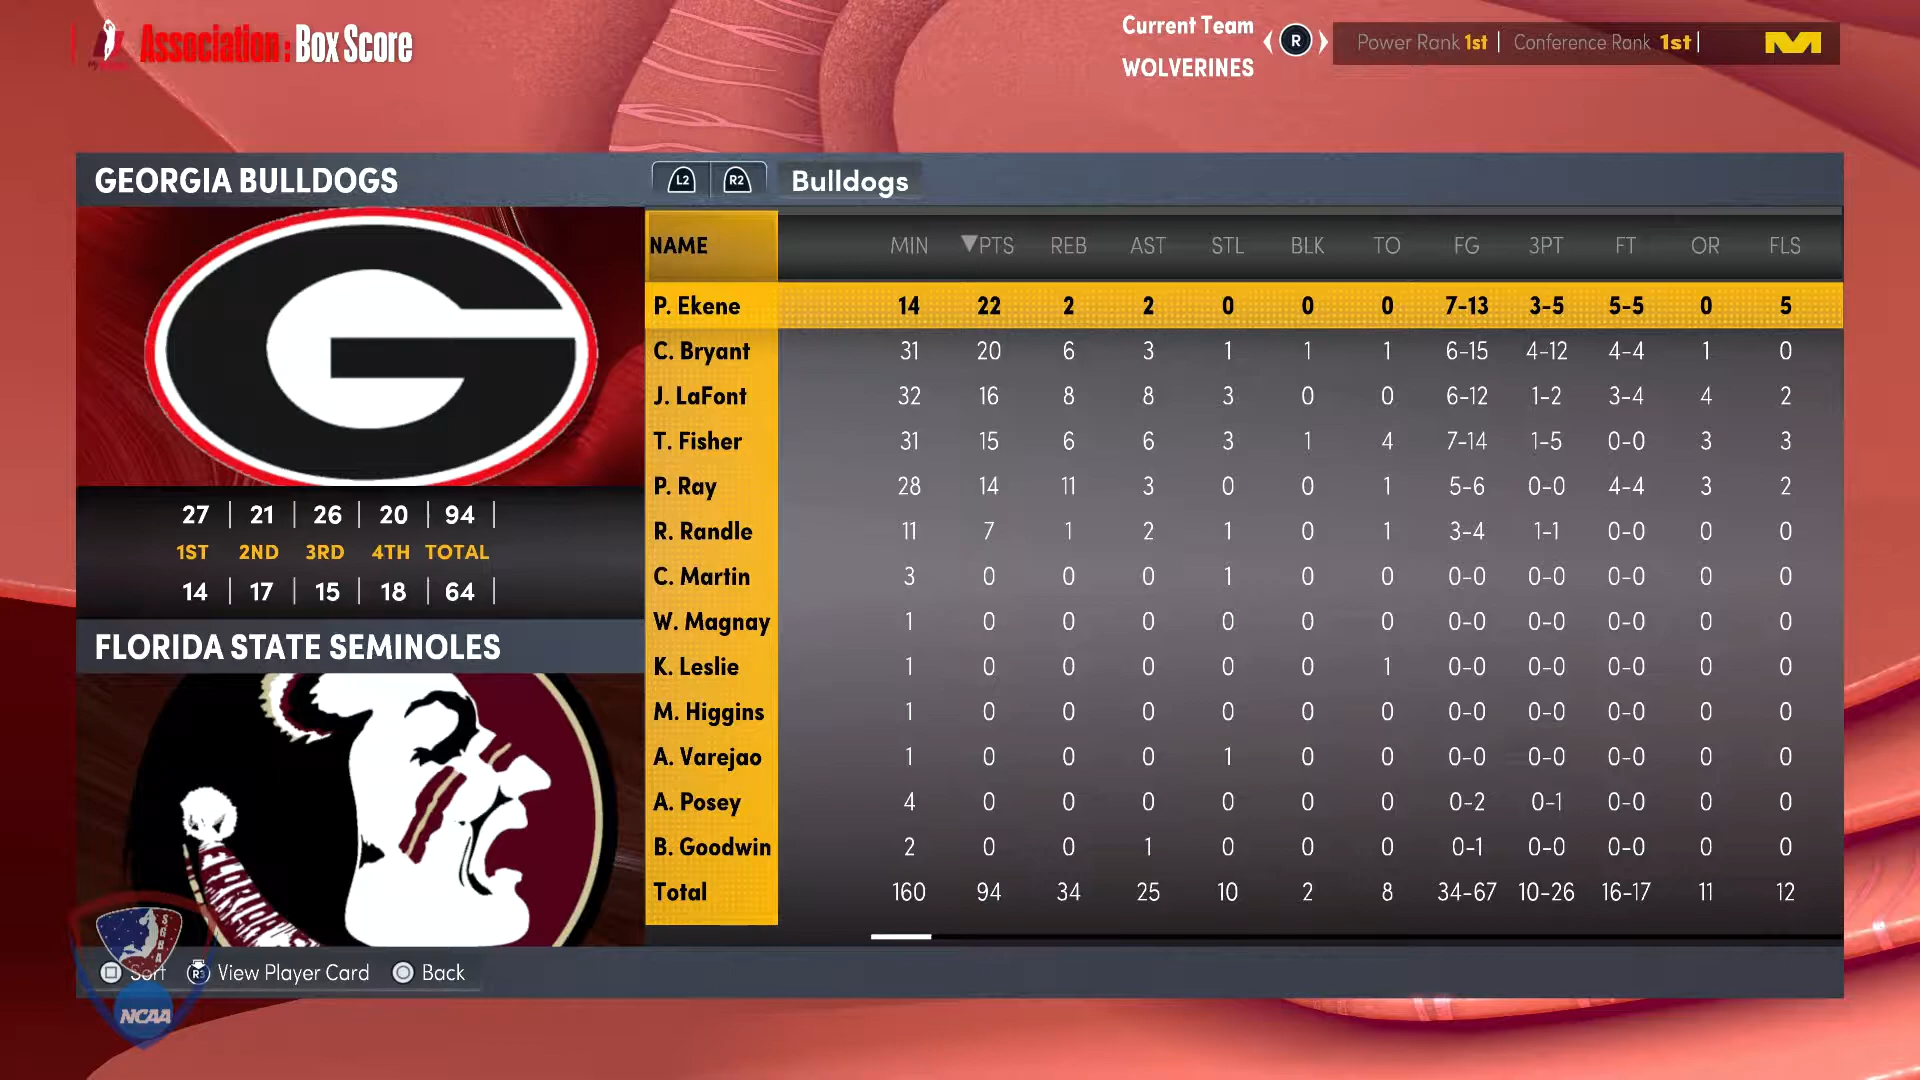 Association: Box Score
Current Team
WOLVERINES
R
Power Rank 1st | Conference Rank 1st |
GEORGIA BULLDOGS
L2 R2 Bulldogs
NAME MIN ▼PTS REB AST STL BLK TO FG 3PT FT OR FLS
P. Ekene 14 22 2 2 0 0 0 7-13 3-5 5-5 0 5
C. Bryant 31 20 6 3 1 1 1 6-15 4-12 4-4 1 0
J. LaFont 32 16 8 8 3 0 0 6-12 1-2 3-4 4 2
T. Fisher 31 15 6 6 3 1 4 7-14 1-5 0-0 3 3
P. Ray 28 14 11 3 0 0 1 5-6 0-0 4-4 3 2
R. Randle 11 7 1 2 1 0 1 3-4 1-1 0-0 0 0
C. Martin 3 0 0 0 1 0 0 0-0 0-0 0-0 0 0
W. Magnay 1 0 0 0 0 0 0 0-0 0-0 0-0 0 0
K. Leslie 1 0 0 0 0 0 1 0-0 0-0 0-0 0 0
M. Higgins 1 0 0 0 0 0 0 0-0 0-0 0-0 0 0
A. Varejao 1 0 0 0 1 0 0 0-0 0-0 0-0 0 0
A. Posey 4 0 0 0 0 0 0 0-2 0-1 0-0 0 0
B. Goodwin 2 0 0 1 0 0 0 0-1 0-0 0-0 0 0
Total 160 94 34 25 10 2 8 34-67 10-26 16-17 11 12
G
27 | 21 | 26 | 20 | 94 |
1ST 2ND 3RD 4TH TOTAL
14 | 17 | 15 | 18 | 64 |
FLORIDA STATE SEMINOLES
SGBA
Sort R3 View Player Card Back
NCAA